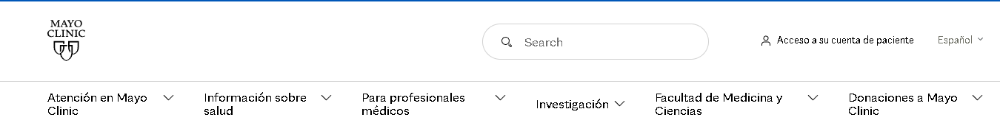 MAYO
CLINIC
Search
Acceso a su cuenta de paciente
Español
Atención en Mayo
Clinic
Información sobre
salud
Para profesionales
médicos
Investigación
Facultad de Medicina y
Ciencias
Donaciones a Mayo
Clinic